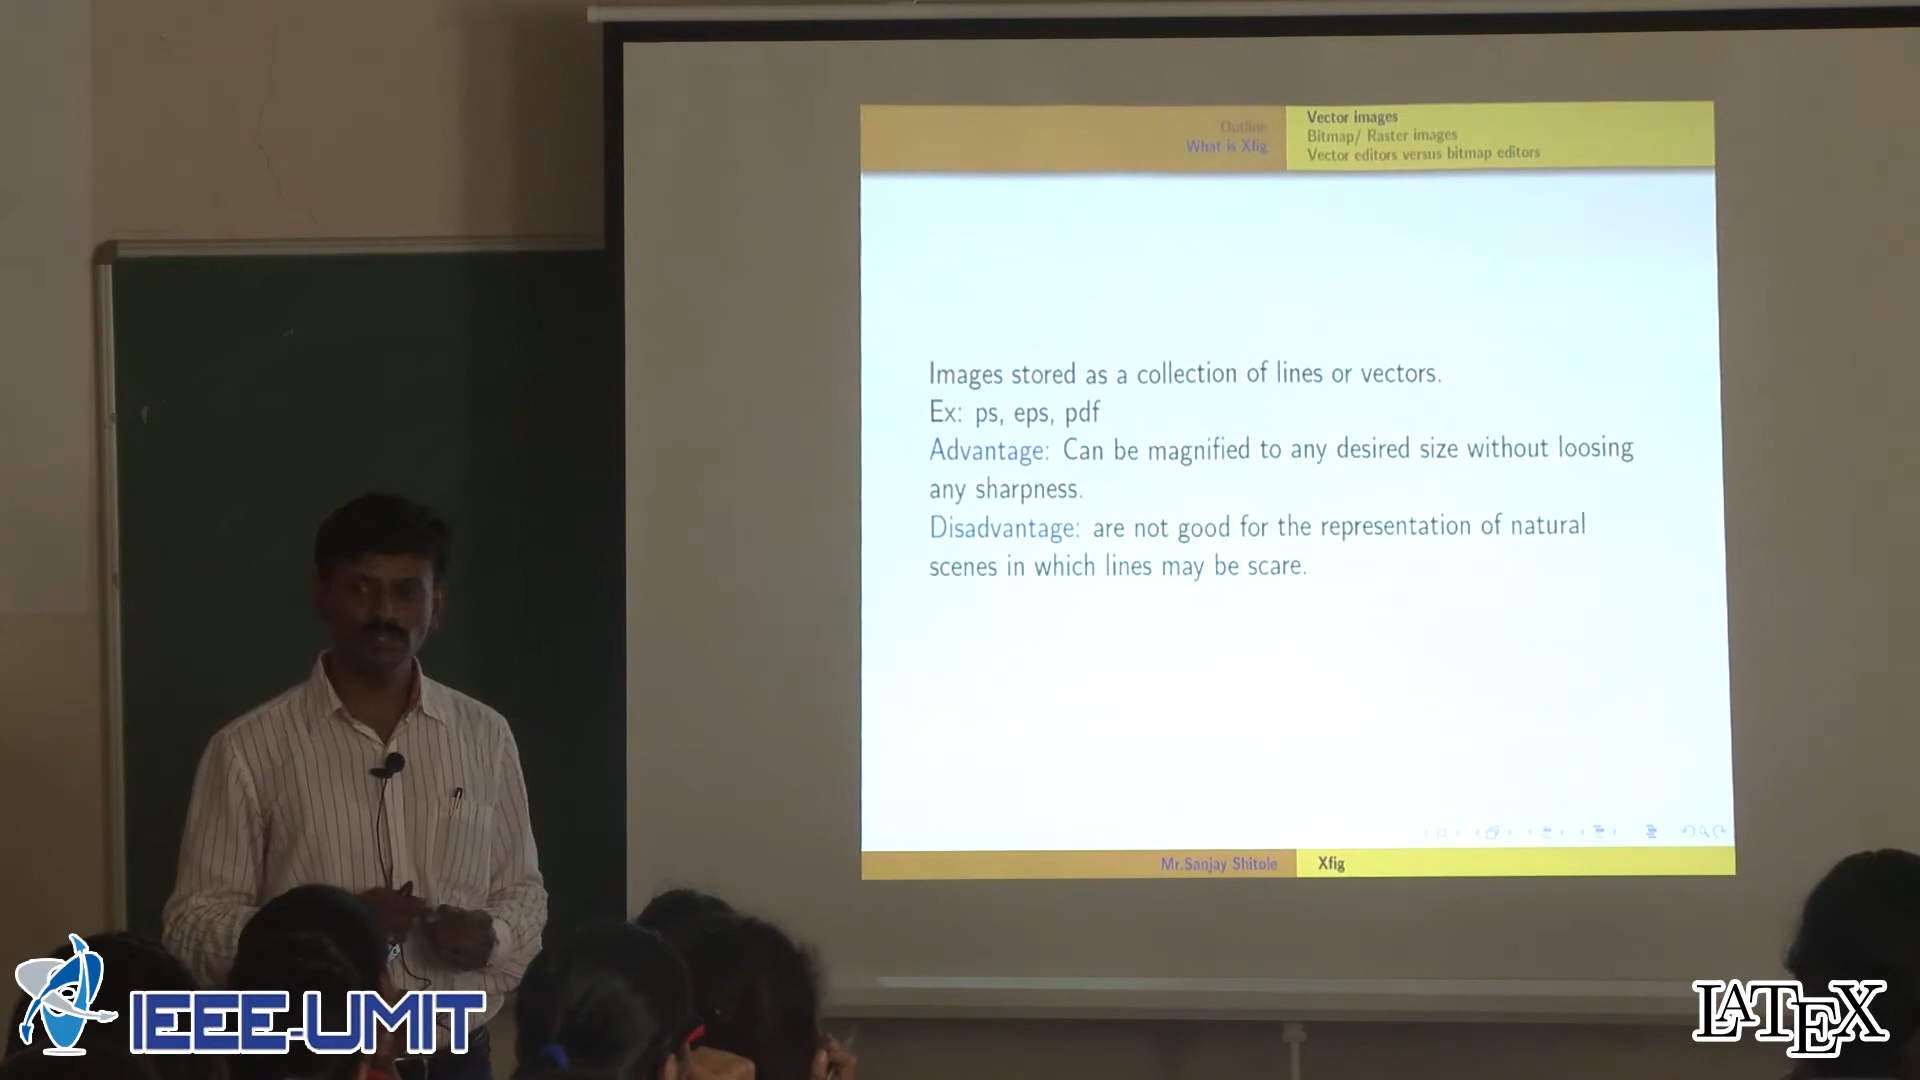 Outline
What is Xfig
Vector images
Bitmap/ Raster images
Vector editors versus bitmap editors
Images stored as a collection of lines or vectors.
Ex: ps, eps, pdf
Advantage: Can be magnified to any desired size without loosing
any sharpness.
Disadvantage: are not good for the representation of natural
scenes in which lines may be scare.
Mr.Sanjay Shitole
Xfig
IEEE-UMIT
LATEX